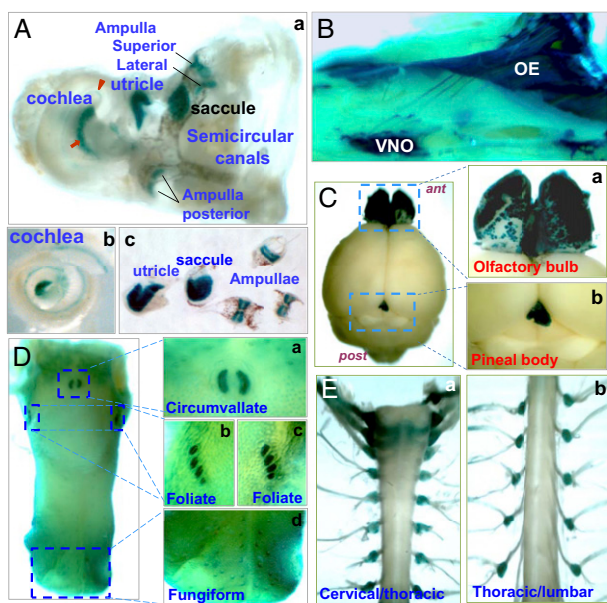 A
a
Ampulla
Superior
Lateral
utricle
cochlea
saccule
Semicircular
canals
Ampulla
posterior
B
OE
VNO
cochlea
b
c
utricle
saccule
Ampullae
C
ant
post
a
Olfactory bulb
b
Pineal body
D
a
Circumvallate
b
Foliate
c
Foliate
d
Fungiform
E
a
Cervical/thoracic
b
Thoracic/lumbar